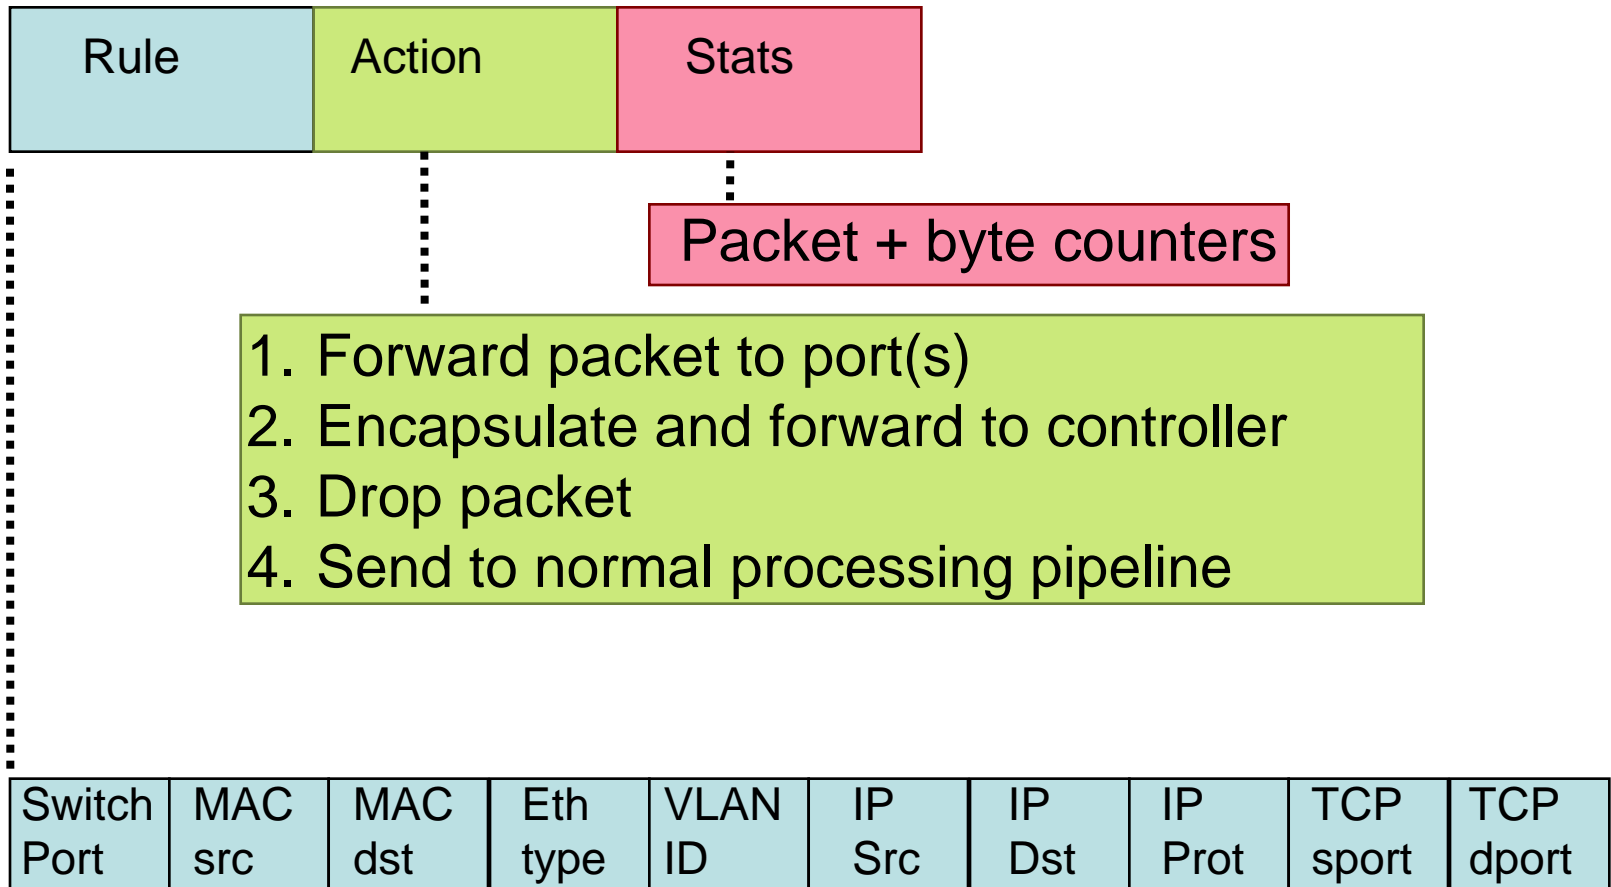 Rule Action Stats
Packet + byte counters
1. Forward packet to port(s)
2. Encapsulate and forward to controller
3. Drop packet
4. Send to normal processing pipeline
Switch MAC MAC Eth VLAN IP IP IP TCP TCP
Port src dst type ID Src Dst Prot sport dport